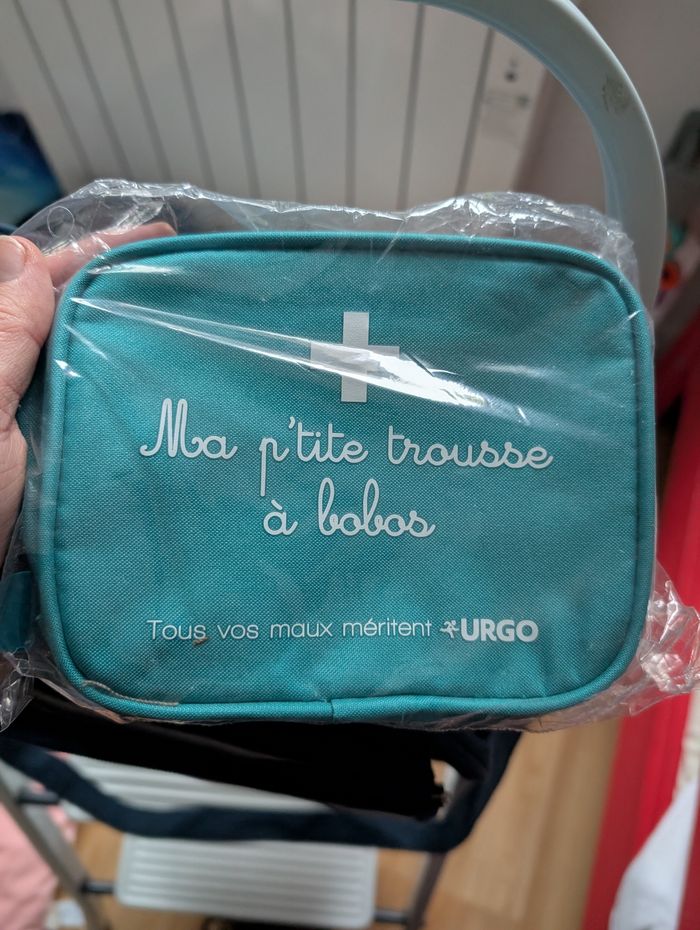 Ma p'tite trousse
à bobos
Tous vos maux méritent URGO